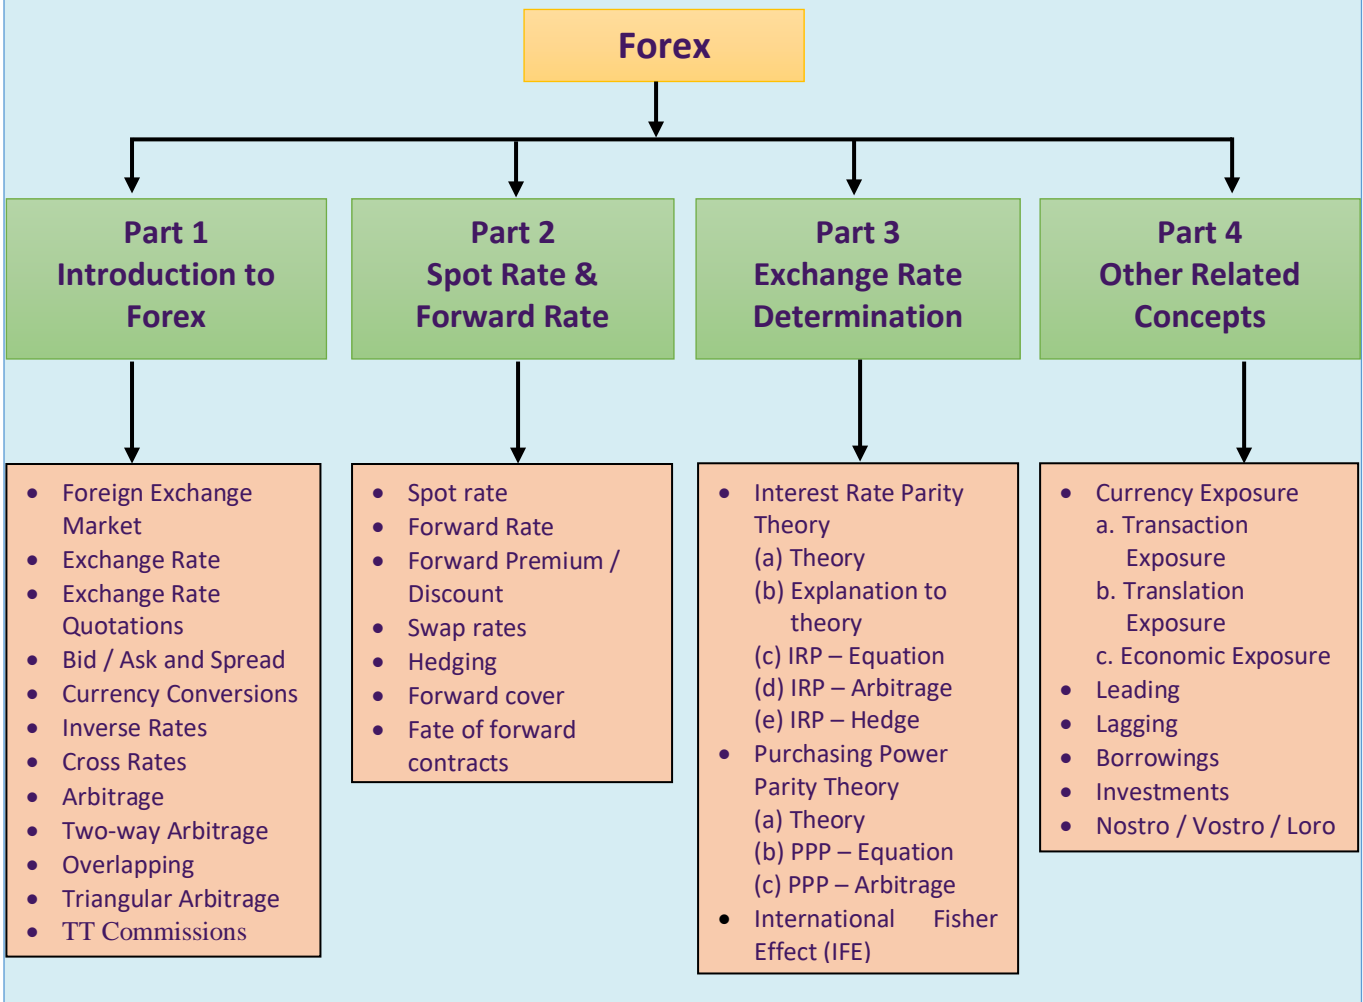 Forex
Part 1
Introduction to
Forex
Part 2
Spot Rate &
Forward Rate
Part 3
Exchange Rate
Determination
Part 4
Other Related
Concepts
• Foreign Exchange
Market
• Exchange Rate
• Exchange Rate
Quotations
• Bid / Ask and Spread
• Currency Conversions
• Inverse Rates
• Cross Rates
• Arbitrage
• Two-way Arbitrage
• Overlapping
• Triangular Arbitrage
• TT Commissions
• Spot rate
• Forward Rate
• Forward Premium /
Discount
• Swap rates
• Hedging
• Forward cover
• Fate of forward
contracts
• Interest Rate Parity
Theory
(a) Theory
(b) Explanation to
theory
(c) IRP – Equation
(d) IRP – Arbitrage
(e) IRP – Hedge
• Purchasing Power
Parity Theory
(a) Theory
(b) PPP – Equation
(c) PPP – Arbitrage
• International Fisher
Effect (IFE)
• Currency Exposure
a. Transaction
Exposure
b. Translation
Exposure
c. Economic Exposure
• Leading
• Lagging
• Borrowings
• Investments
• Nostro / Vostro / Loro